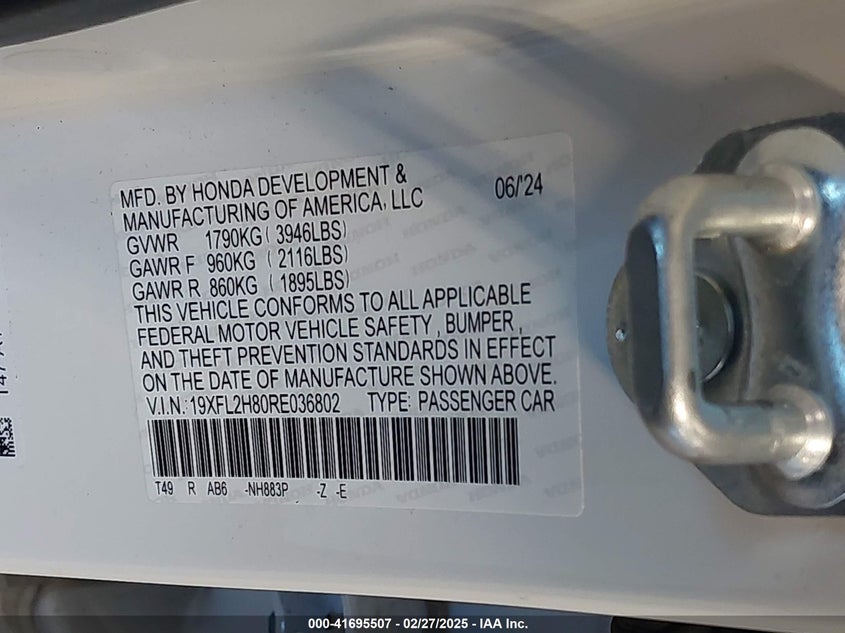 MFD. BY HONDA DEVELOPMENT &
MANUFACTURING OF AMERICA, LLC 06/'24
GVWR 1790KG ( 3946LBS)
GAWR F 960KG ( 2116LBS)
GAWR R 860KG ( 1895LBS)
THIS VEHICLE CONFORMS TO ALL APPLICABLE
FEDERAL MOTOR VEHICLE SAFETY , BUMPER ,
AND THEFT PREVENTION STANDARDS IN EFFECT
ON THE DATE OF MANUFACTURE SHOWN ABOVE.
V.I.N.: 19XFL2H80RE036802 TYPE: PASSENGER CAR
T49 R AB6 -NH883P -Z -E
000-41695507 - 02/27/2025 - IAA Inc.